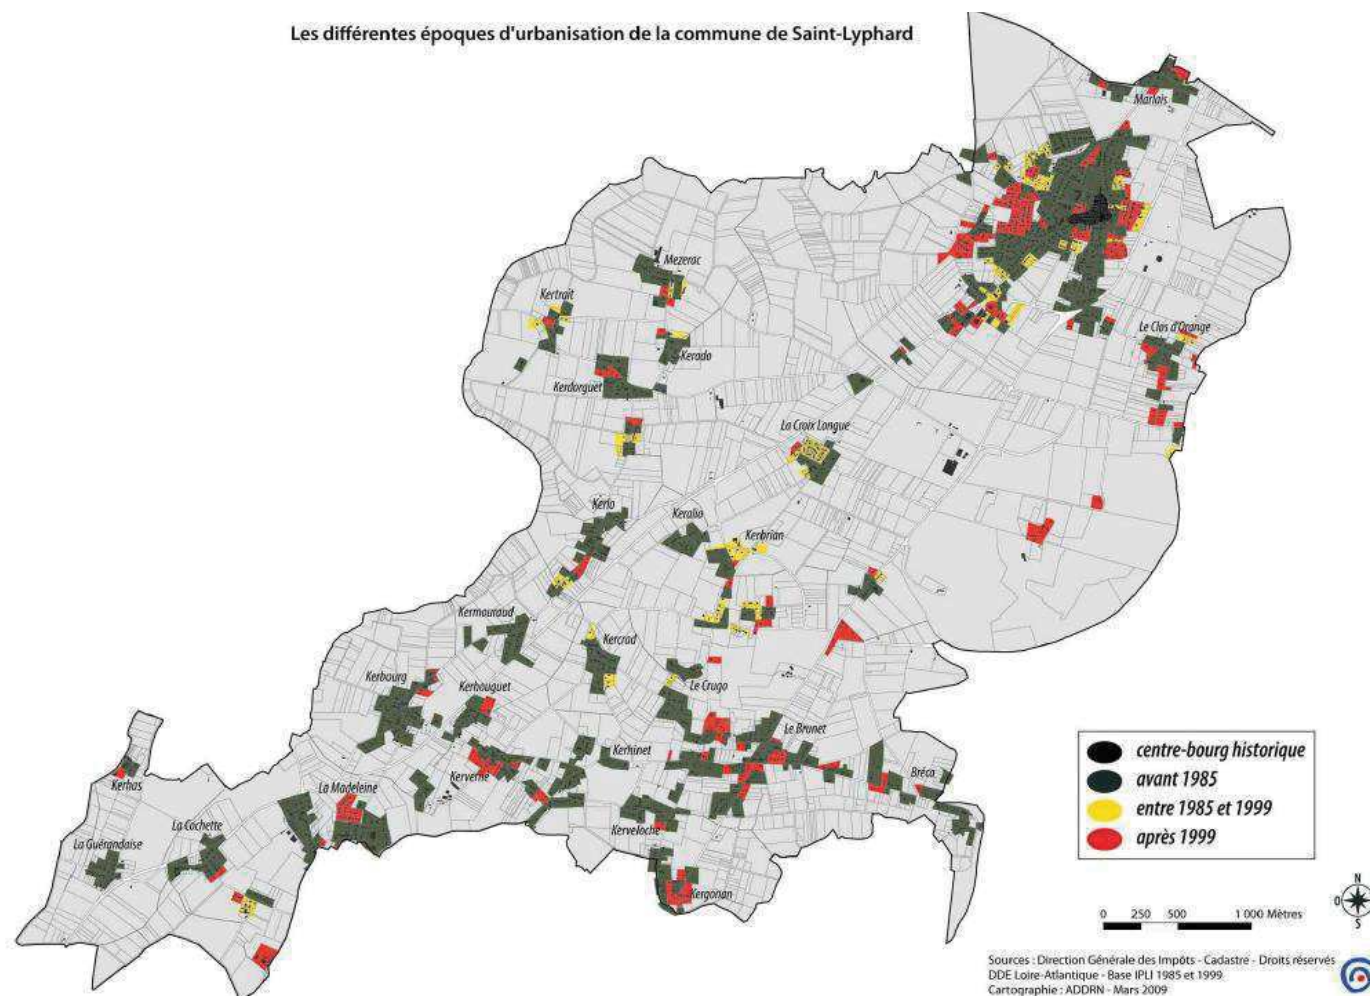 Les différentes époques d'urbanisation de la commune de Saint-Lyphard
Marlais
Mezerac
Kertrait
Le Clos d'Orange
Kerado
Kerdorguet
La Croix Longue
Kerio
Keralio
Kerbrian
Kermouraud
Kercrad
Kerbourg
Kerbouguet
Le Crugo
Le Brunet
Kerhinet
Bréca
Kerhas
La Madeleine
Kerverné
La Cochette
Kerveloche
La Guérandaise
Kergonan
centre-bourg historique
avant 1985
entre 1985 et 1999
après 1999
N
O
S
0 250 500 1 000 Mètres
Sources : Direction Générale des Impôts - Cadastre - Droits réservés
DDE Loire-Atlantique - Base IPLI 1985 et 1999
Cartographie : ADDRN - Mars 2009